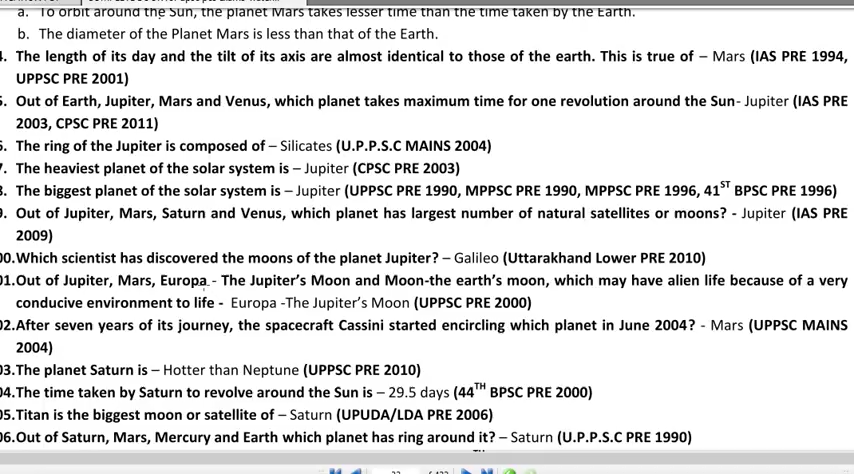 a. To orbit around the Sun, the planet Mars takes lesser time than the time taken by the Earth.
b. The diameter of the Planet Mars is less than that of the Earth.
4. The length of its day and the tilt of its axis are almost identical to those of the earth. This is true of – Mars (IAS PRE 1994,
UPPSC PRE 2001)
5. Out of Earth, Jupiter, Mars and Venus, which planet takes maximum time for one revolution around the Sun- Jupiter (IAS PRE
2003, CPSC PRE 2011)
6. The ring of the Jupiter is composed of – Silicates (U.P.P.S.C MAINS 2004)
7. The heaviest planet of the solar system is – Jupiter (CPSC PRE 2003)
8. The biggest planet of the solar system is – Jupiter (UPPSC PRE 1990, MPPSC PRE 1990, MPPSC PRE 1996, 41ST BPSC PRE 1996)
9. Out of Jupiter, Mars, Saturn and Venus, which planet has largest number of natural satellites or moons? - Jupiter (IAS PRE
2009)
00.Which scientist has discovered the moons of the planet Jupiter? – Galileo (Uttarakhand Lower PRE 2010)
01.Out of Jupiter, Mars, Europa - The Jupiter's Moon and Moon-the earth's moon, which may have alien life because of a very
conducive environment to life - Europa -The Jupiter's Moon (UPPSC PRE 2000)
02.After seven years of its journey, the spacecraft Cassini started encircling which planet in June 2004? - Mars (UPPSC MAINS
2004)
03.The planet Saturn is – Hotter than Neptune (UPPSC PRE 2010)
04.The time taken by Saturn to revolve around the Sun is – 29.5 days (44TH BPSC PRE 2000)
05.Titan is the biggest moon or satellite of – Saturn (UPUDA/LDA PRE 2006)
06.Out of Saturn, Mars, Mercury and Earth which planet has ring around it? – Saturn (U.P.P.S.C PRE 1990)